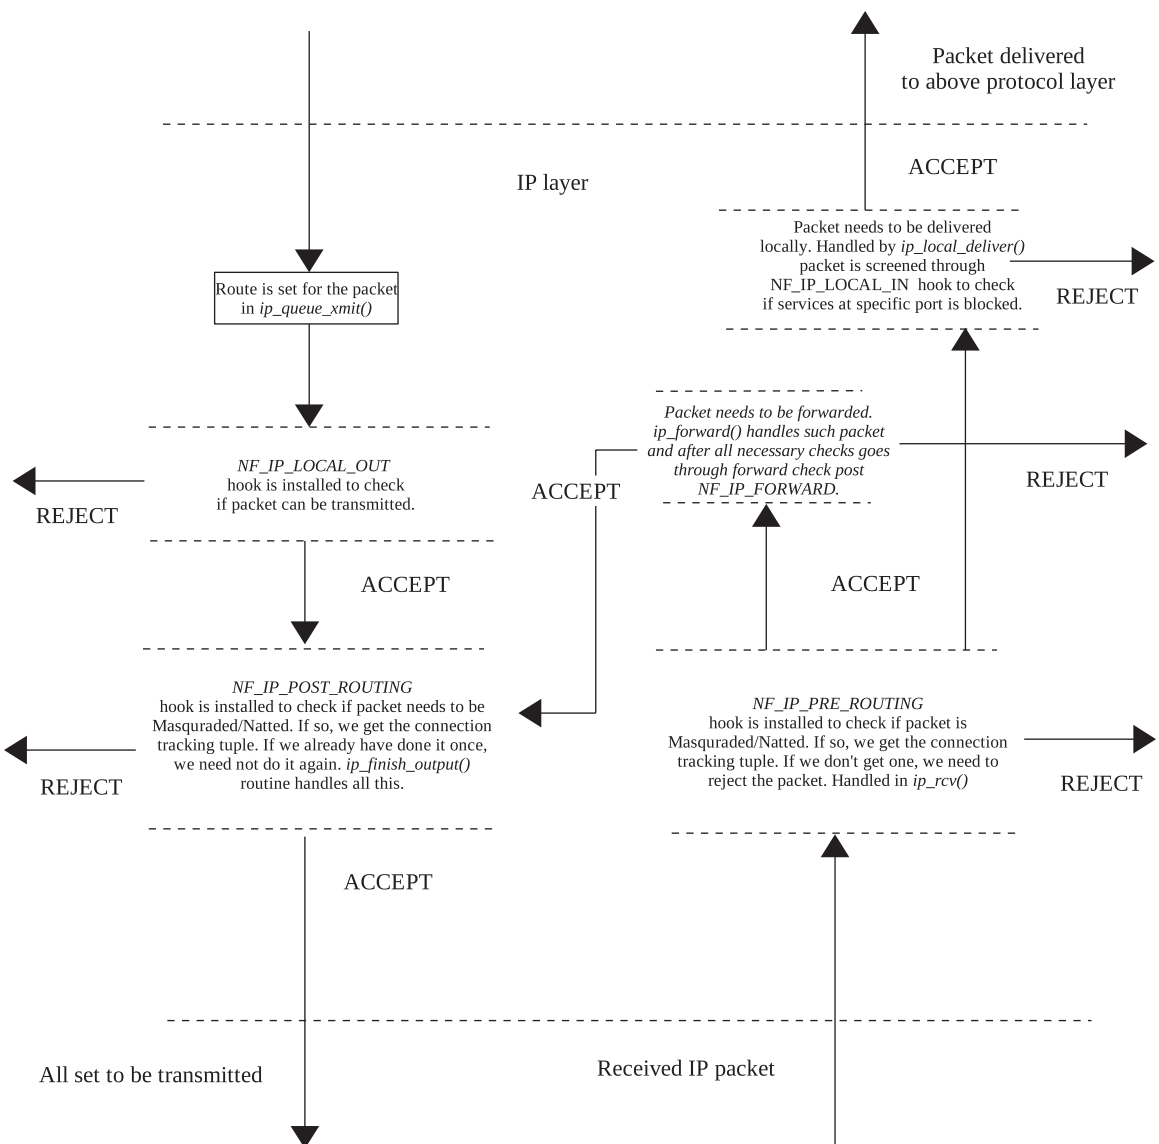 Packet delivered
to above protocol layer
ACCEPT
IP layer
Packet needs to be delivered
locally. Handled by ip_local_deliver()
packet is screened through
NF_IP_LOCAL_IN hook to check
if services at specific port is blocked.
REJECT
Route is set for the packet
in ip_queue_xmit()
Packet needs to be forwarded.
ip_forward() handles such packet
and after all necessary checks goes
through forward check post
NF_IP_FORWARD.
REJECT
ACCEPT
NF_IP_LOCAL_OUT
hook is installed to check
if packet can be transmitted.
REJECT
ACCEPT
ACCEPT
NF_IP_POST_ROUTING
hook is installed to check if packet needs to be
Masquraded/Natted. If so, we get the connection
tracking tuple. If we already have done it once,
we need not do it again. ip_finish_output()
routine handles all this.
REJECT
NF_IP_PRE_ROUTING
hook is installed to check if packet is
Masquraded/Natted. If so, we get the connection
tracking tuple. If we don't get one, we need to
reject the packet. Handled in ip_rcv()
REJECT
ACCEPT
All set to be transmitted
Received IP packet